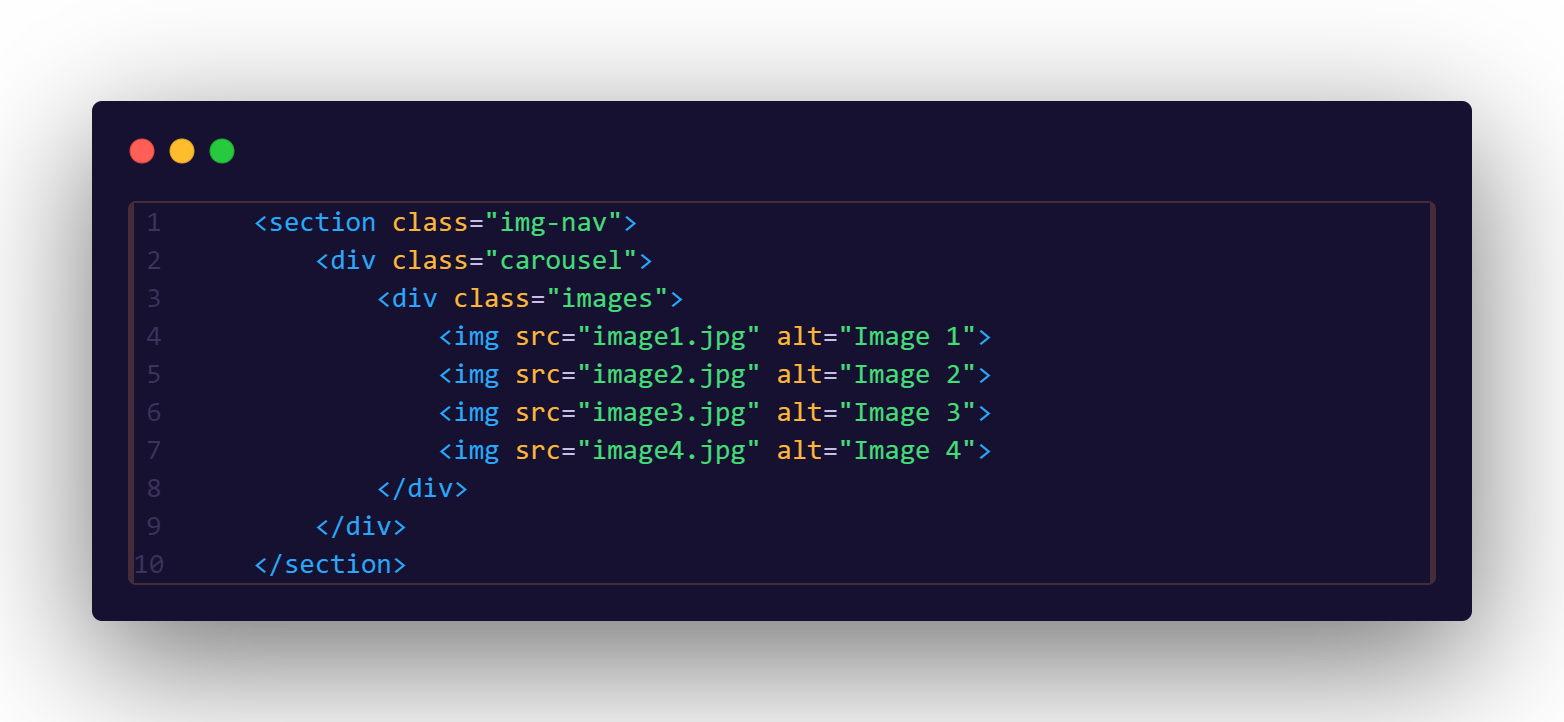 1 <section class="img-nav">
2 <div class="carousel">
3 <div class="images">
4 <img src="image1.jpg" alt="Image 1">
5 <img src="image2.jpg" alt="Image 2">
6 <img src="image3.jpg" alt="Image 3">
7 <img src="image4.jpg" alt="Image 4">
8 </div>
9 </div>
10 </section>